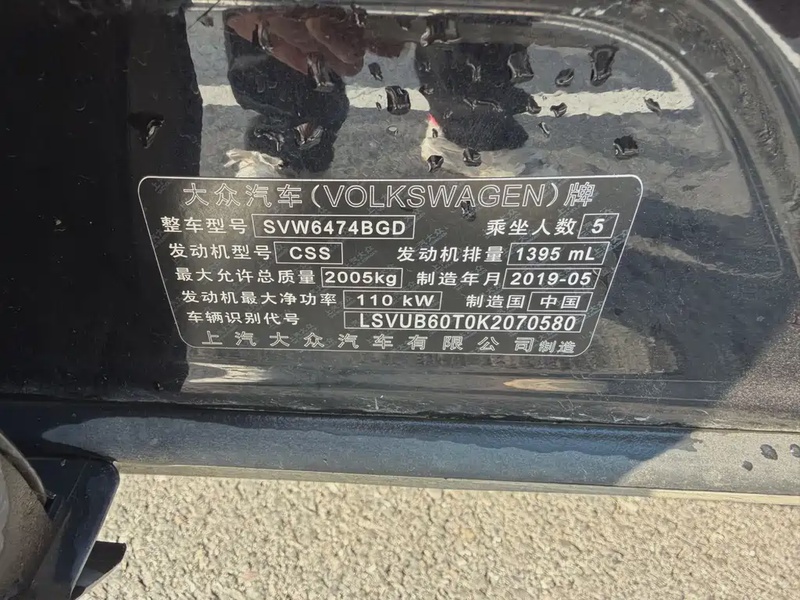 大众汽车(VOLKSWAGEN)牌
整车型号 SVW6474BGD 乘坐人数 5
发动机型号 CSS 发动机排量 1395 mL
最大允许总质量 2005kg 制造年月 2019-05
发动机最大净功率 110 kW 制造国 中国
车辆识别代号 LSVUB60T0K2070580
上汽大众汽车有限公司 制造